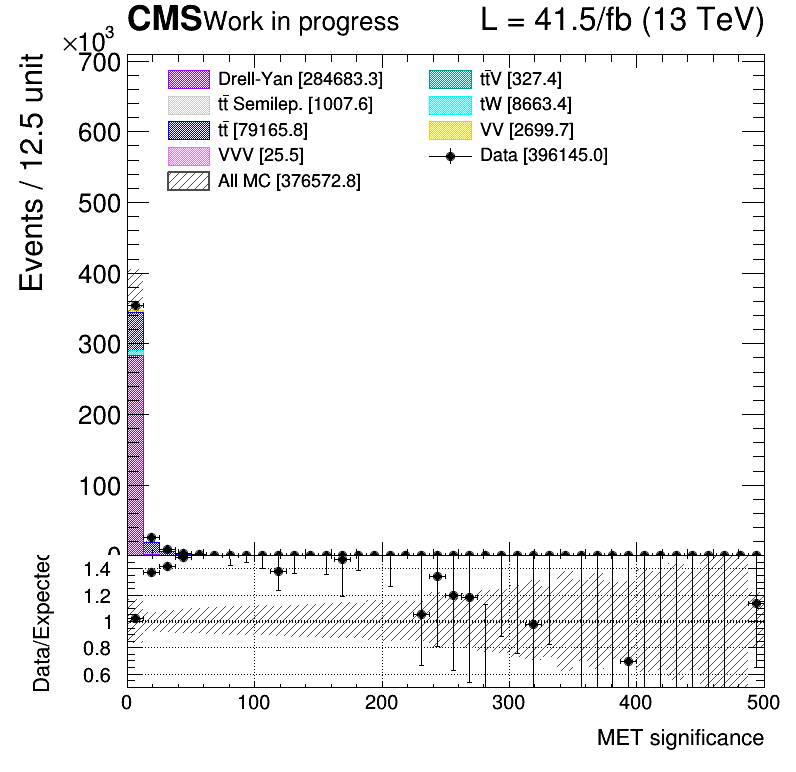 CMS Work in progress L = 41.5/fb (13 TeV)
×10³
Events / 12.5 unit
700
600
500
400
300
200
100
0
Drell-Yan [284683.3]
tt̄ Semilep. [1007.6]
tt̄ [79165.8]
VVV [25.5]
All MC [376572.8]
tt̄V [327.4]
tW [8663.4]
VV [2699.7]
Data [396145.0]
Data/Expected
1.4
1.2
1
0.8
0.6
0 100 200 300 400 500
MET significance